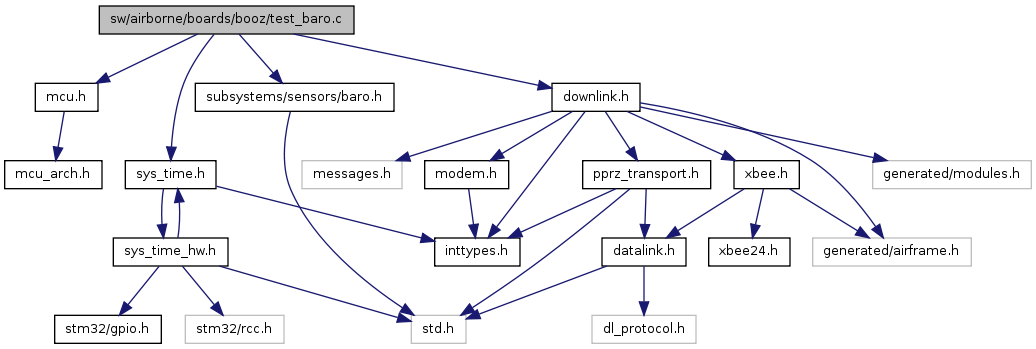 sw/airborne/boards/booz/test_baro.c
mcu.h
subsystems/sensors/baro.h
downlink.h
mcu_arch.h
sys_time.h
messages.h
modem.h
pprz_transport.h
xbee.h
generated/modules.h
sys_time_hw.h
inttypes.h
datalink.h
xbee24.h
generated/airframe.h
stm32/gpio.h
stm32/rcc.h
std.h
dl_protocol.h